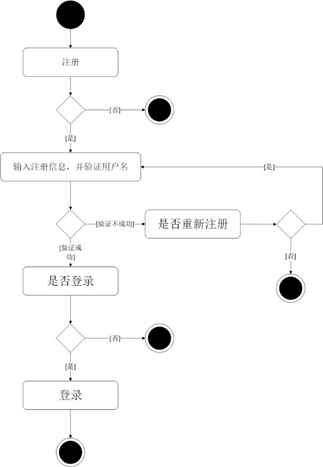 注册
[否]
[是]
输入注册信息，并验证用户名
[是]
[验证不成功]
是否重新注册
[验证成
功]
[否]
是否登录
[否]
[是]
登录